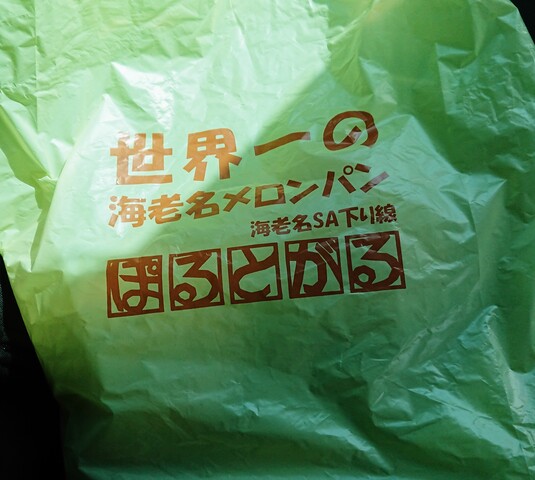 世界一の
海老名メロンパン
海老名SA下り線
ぽるとがる